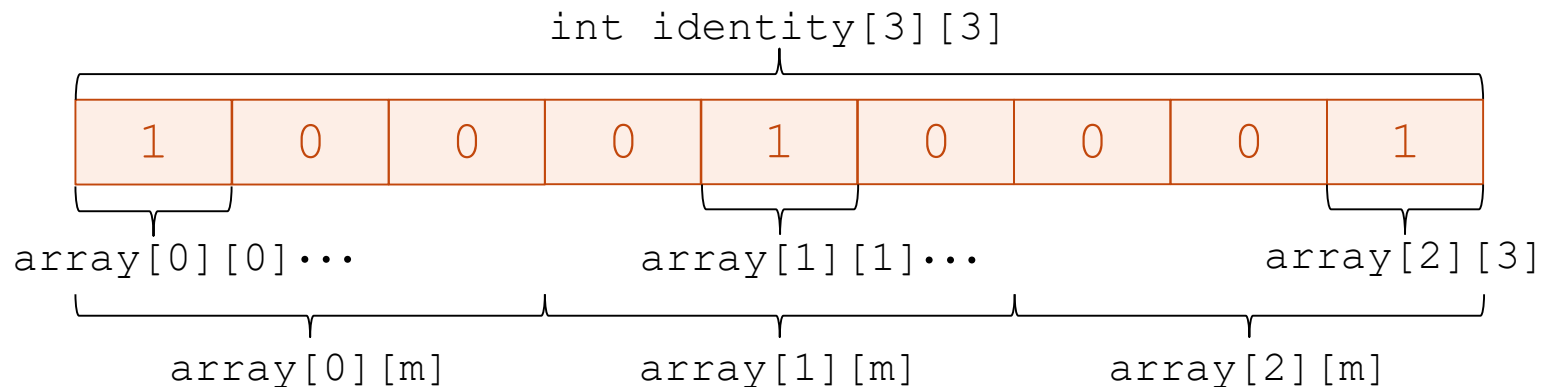 int identity[3][3]
1 0 0 0 1 0 0 0 1
array[0][0]... array[1][1]... array[2][3]
array[0][m] array[1][m] array[2][m]